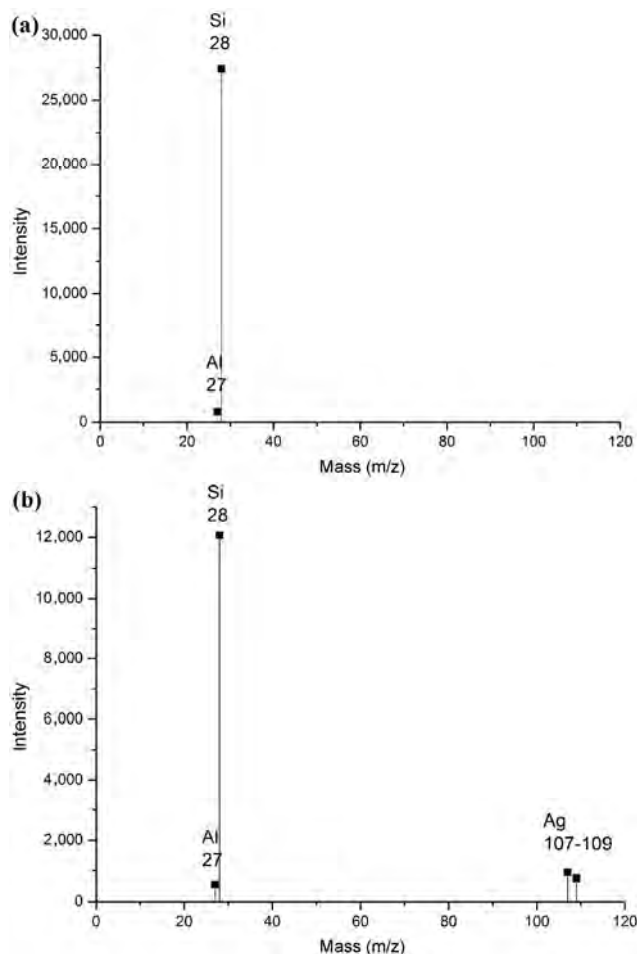 (a)
Si
28
30,000
25,000
20,000
15,000
10,000
5,000
0
Intensity
Al
27
0 20 40 60 80 100 120
Mass (m/z)
(b)
Si
28
12,000
10,000
8,000
6,000
4,000
2,000
0
Intensity
Al
27
Ag
107-109
0 20 40 60 80 100 120
Mass (m/z)